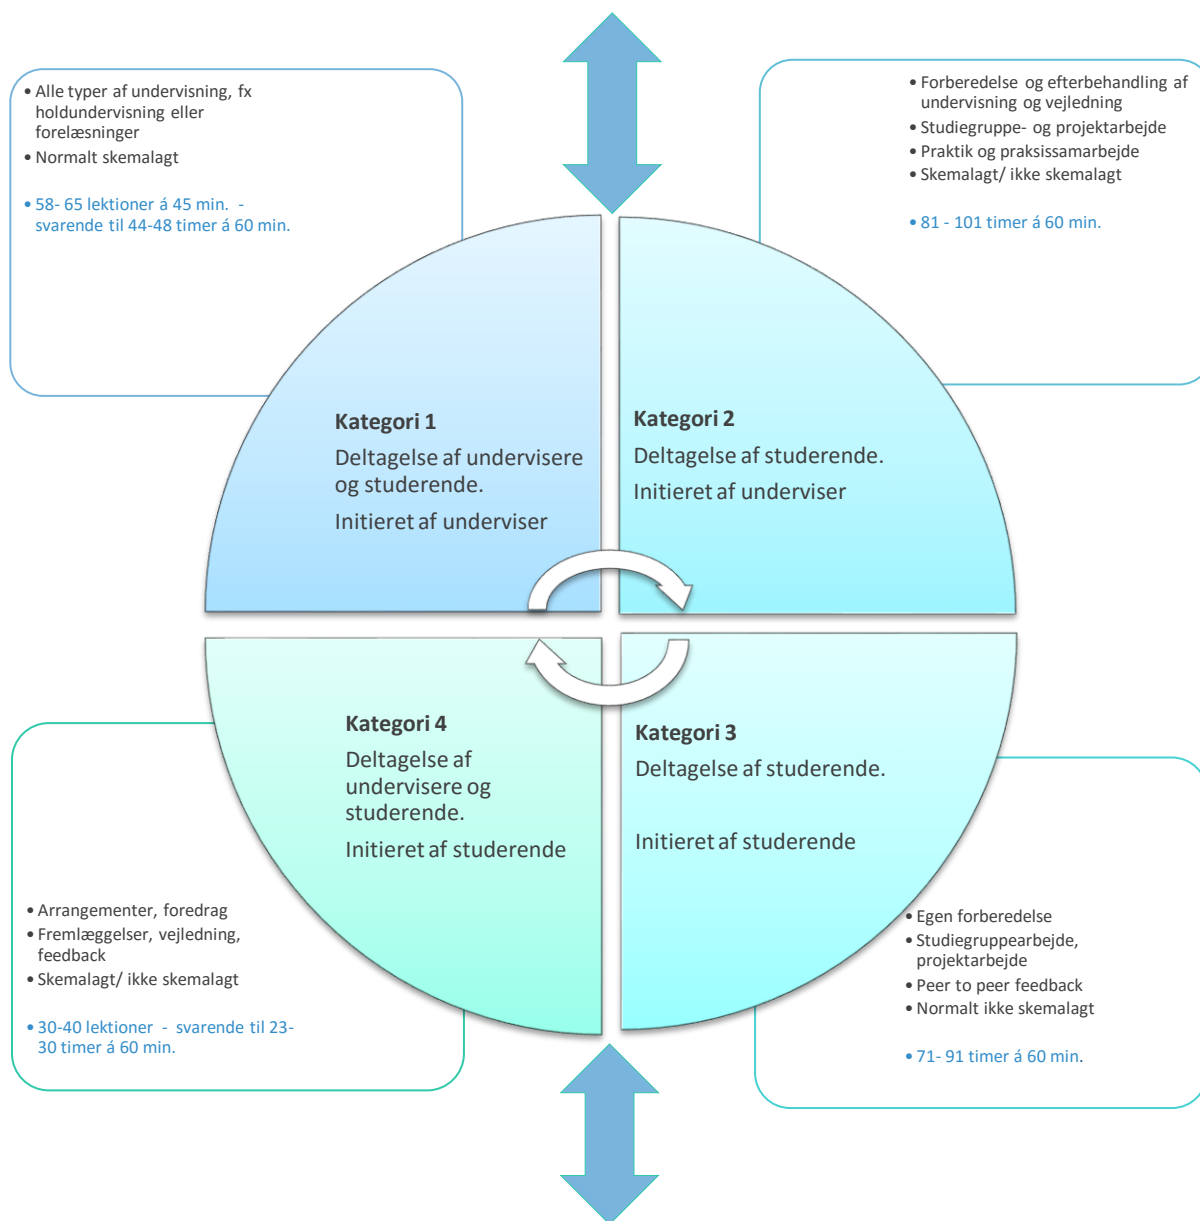 • Alle typer af undervisning, fx
holdundervisning eller
forelæsninger
• Normalt skemalagt
• 58- 65 lektioner á 45 min. -
svarende til 44-48 timer á 60 min.
• Forberedelse og efterbehandling af
undervisning og vejledning
• Studiegruppe- og projektarbejde
• Praktik og praksissamarbejde
• Skemalagt/ ikke skemalagt
• 81 - 101 timer á 60 min.
Kategori 1
Deltagelse af undervisere
og studerende.
Initieret af underviser
Kategori 2
Deltagelse af studerende.
Initieret af underviser
Kategori 4
Deltagelse af
undervisere og
studerende.
Initieret af studerende
Kategori 3
Deltagelse af studerende.
Initieret af studerende
• Arrangementer, foredrag
• Fremlæggelser, vejledning,
feedback
• Skemalagt/ ikke skemalagt
• 30-40 lektioner - svarende til 23-
30 timer á 60 min.
• Egen forberedelse
• Studiegruppearbejde,
projektarbejde
• Peer to peer feedback
• Normalt ikke skemalagt
• 71- 91 timer á 60 min.